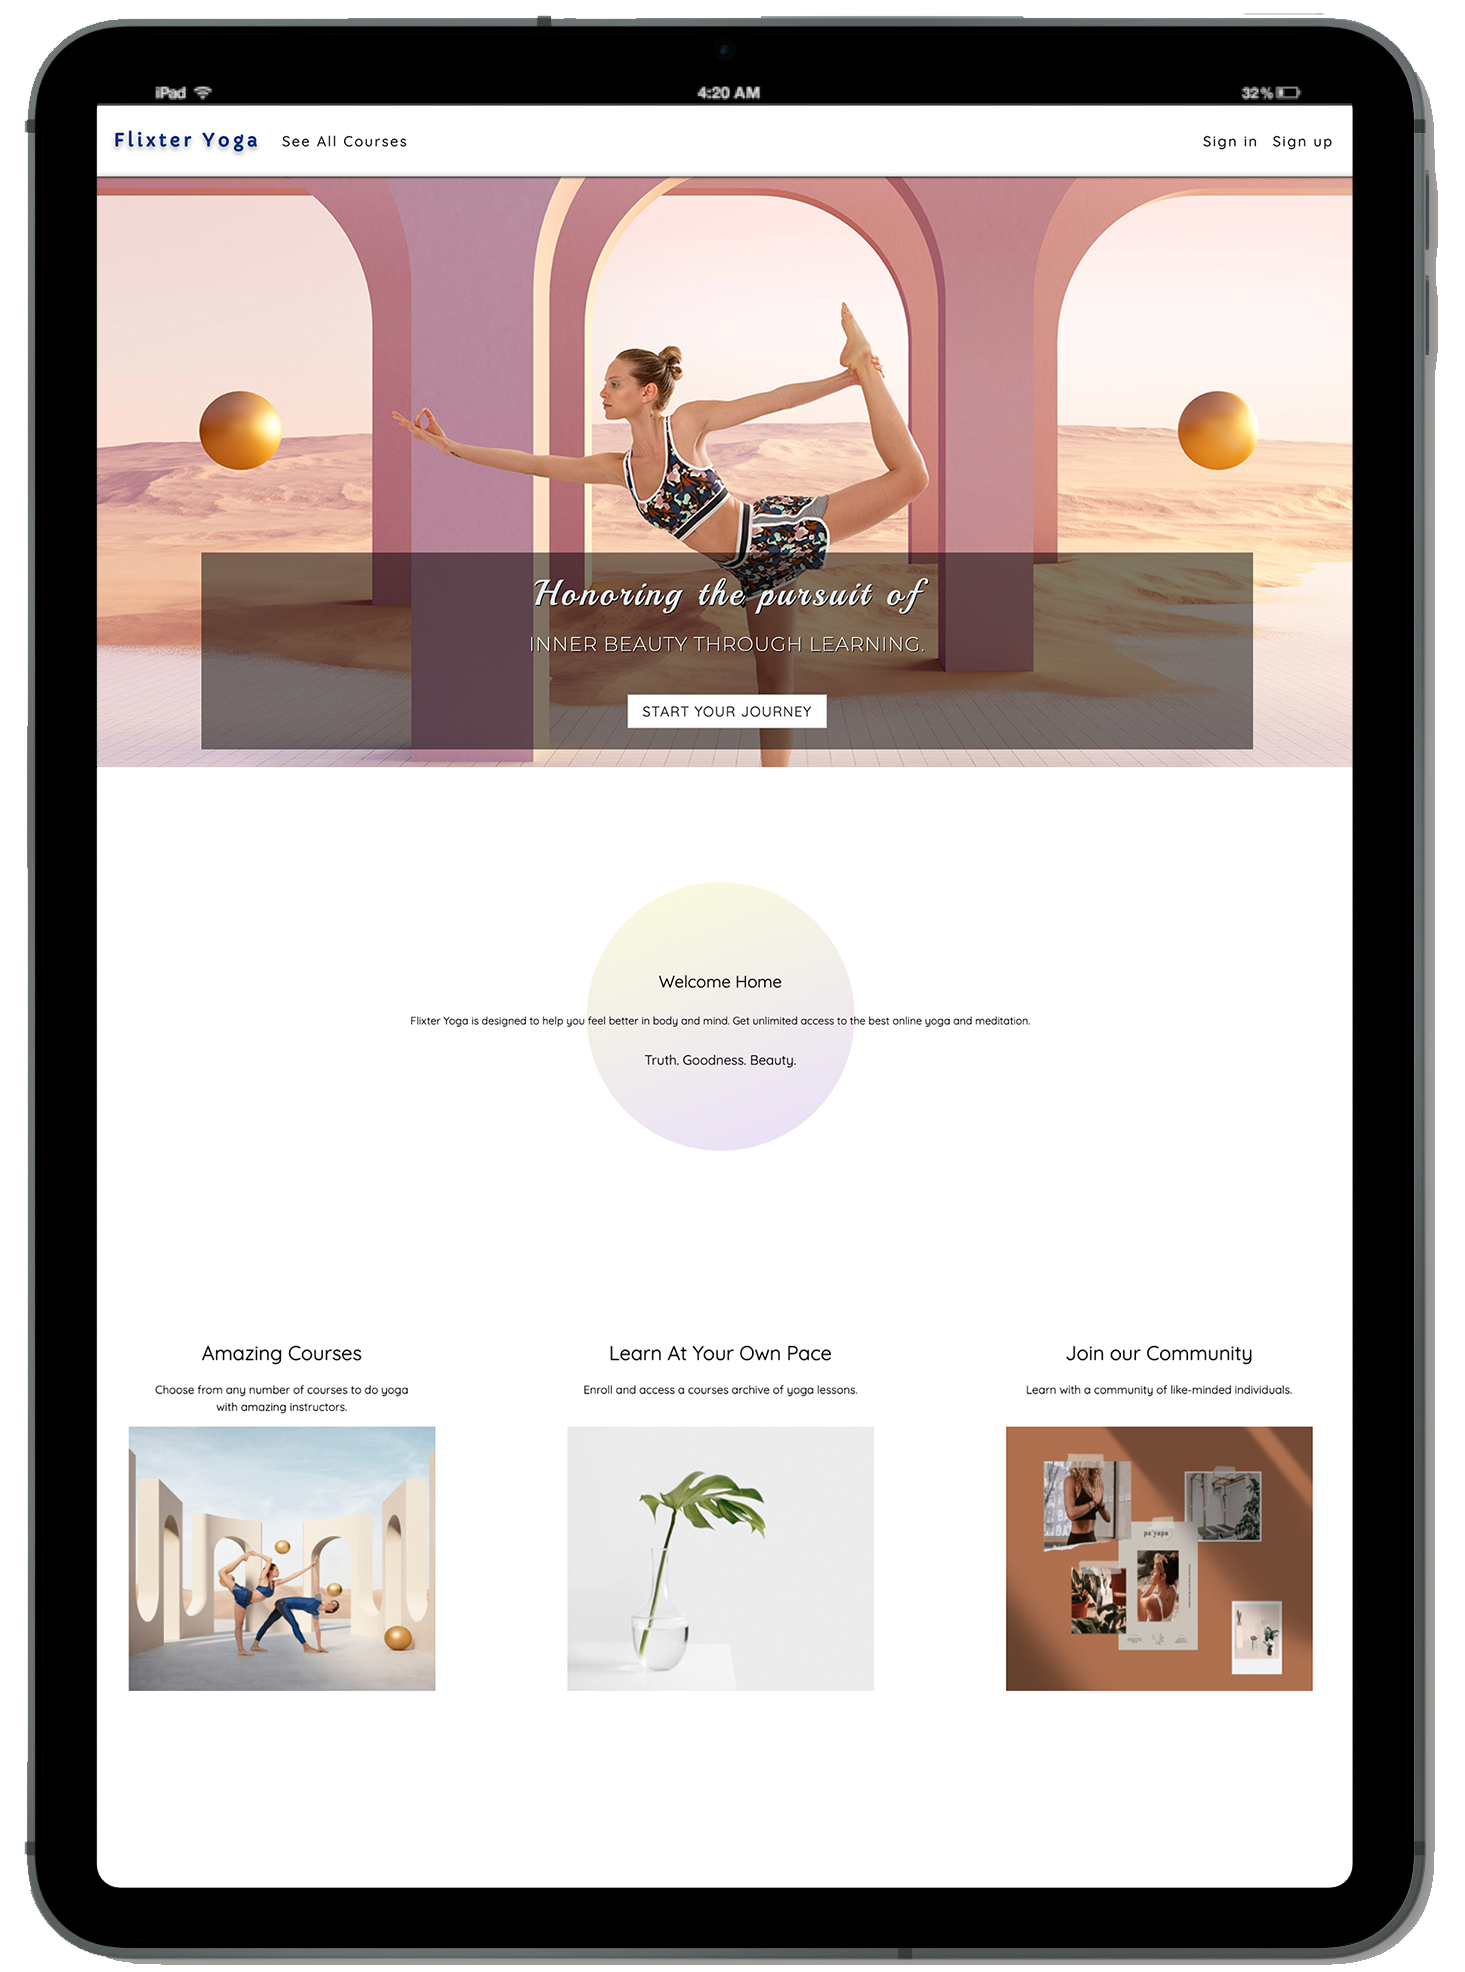 iPad
4:20 AM
32%
Flixter Yoga
See All Courses
Sign in
Sign up
Honoring the pursuit of
INNER BEAUTY THROUGH LEARNING.
START YOUR JOURNEY
Welcome Home
Flixter Yoga is designed to help you feel better in body and mind. Get unlimited access to the best online yoga and meditation.
Truth. Goodness. Beauty.
Amazing Courses
Choose from any number of courses to do yoga
with amazing instructors.
Learn At Your Own Pace
Enroll and access a courses archive of yoga lessons.
Join our Community
Learn with a community of like-minded individuals.
pa'yapa